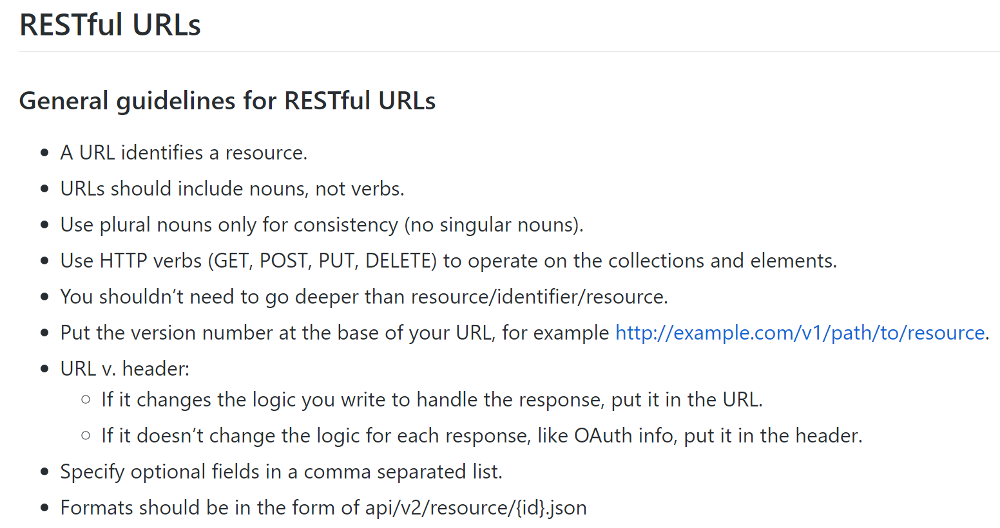 RESTful URLs
General guidelines for RESTful URLs
• A URL identifies a resource.
• URLs should include nouns, not verbs.
• Use plural nouns only for consistency (no singular nouns).
• Use HTTP verbs (GET, POST, PUT, DELETE) to operate on the collections and elements.
• You shouldn’t need to go deeper than resource/identifier/resource.
• Put the version number at the base of your URL, for example http://example.com/v1/path/to/resource.
• URL v. header:
○ If it changes the logic you write to handle the response, put it in the URL.
○ If it doesn’t change the logic for each response, like OAuth info, put it in the header.
• Specify optional fields in a comma separated list.
• Formats should be in the form of api/v2/resource/{id}.json